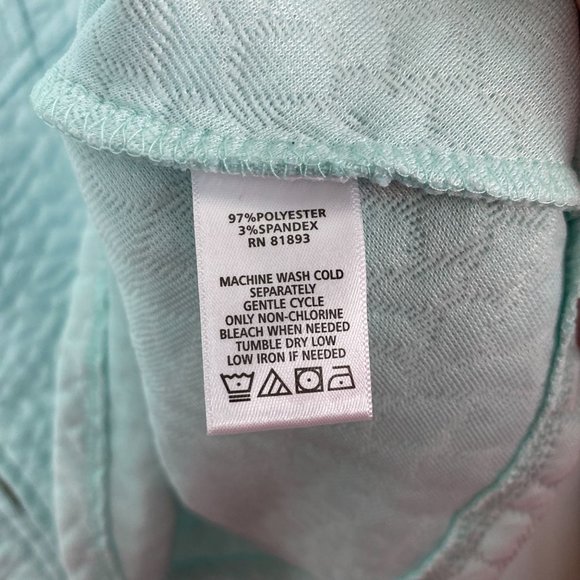 97%POLYESTER
3%SPANDEX
RN 81893
MACHINE WASH COLD
SEPARATELY
GENTLE CYCLE
ONLY NON-CHLORINE
BLEACH WHEN NEEDED
TUMBLE DRY LOW
LOW IRON IF NEEDED